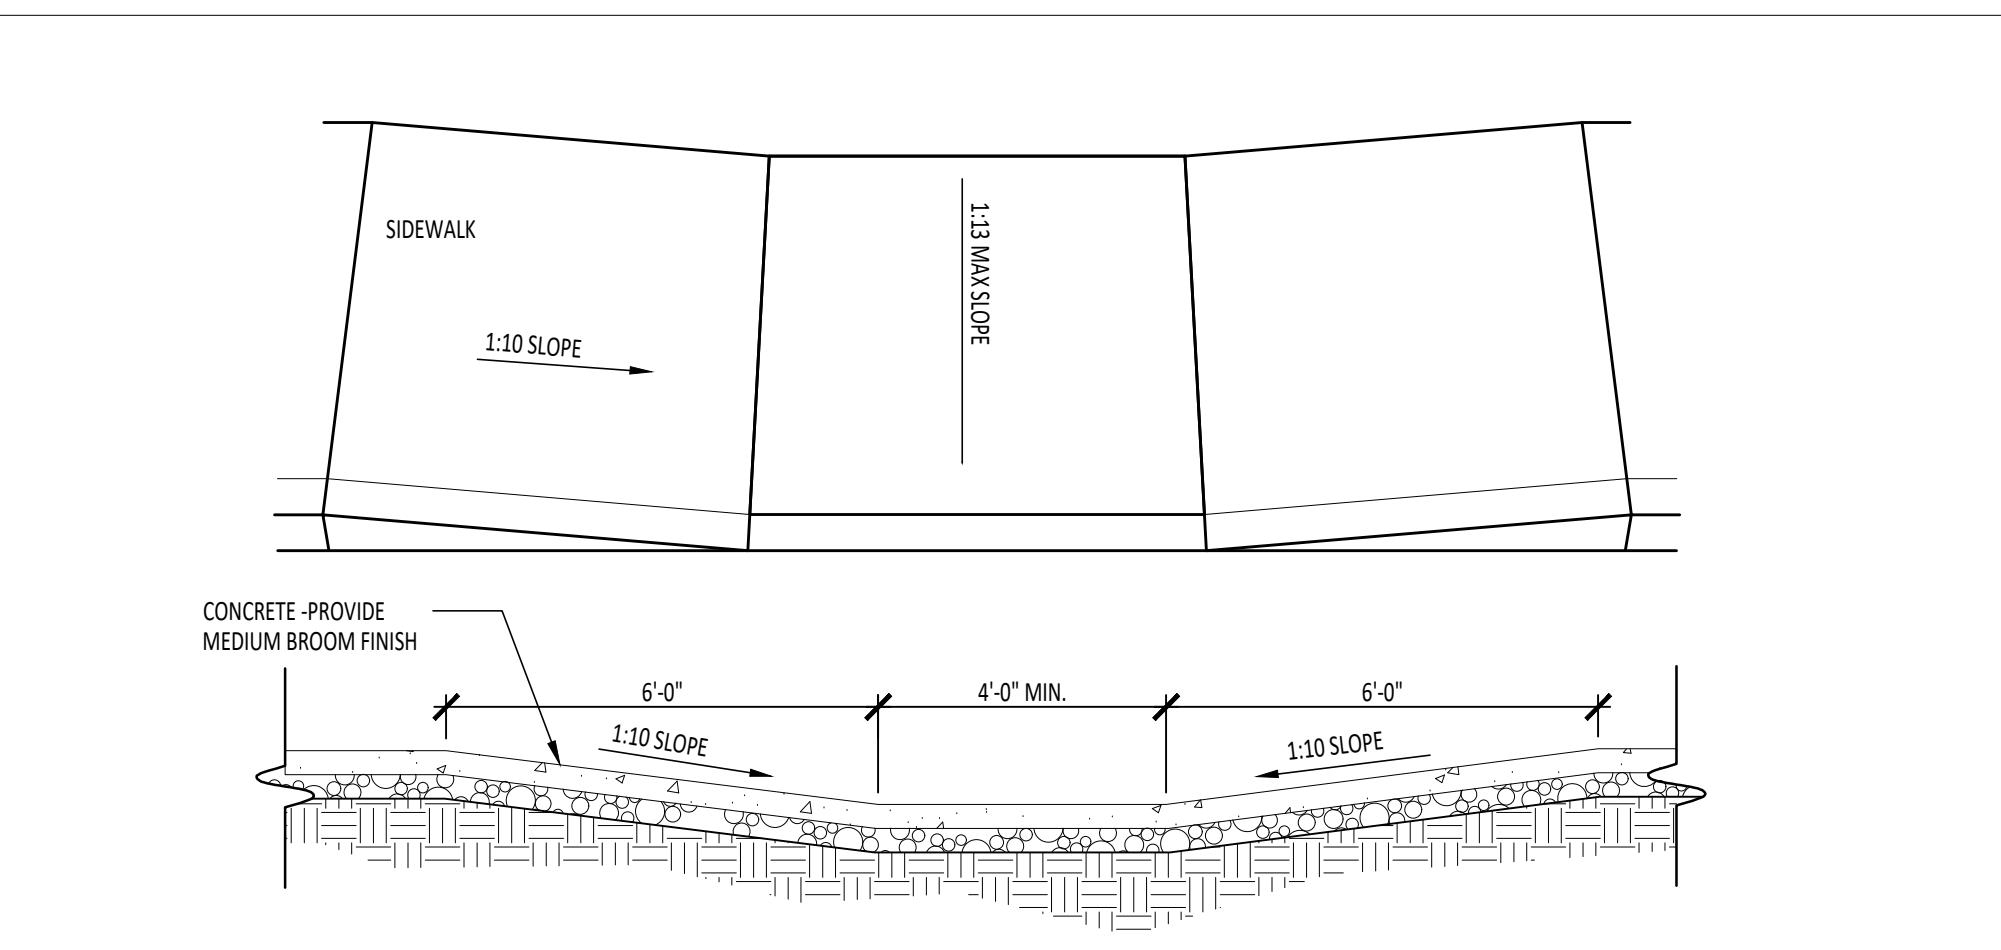 SIDEWALK
1:13 MAX SLOPE
1:10 SLOPE
CONCRETE -PROVIDE
MEDIUM BROOM FINISH
6'-0"
4'-0" MIN.
6'-0"
1:10 SLOPE
1:10 SLOPE